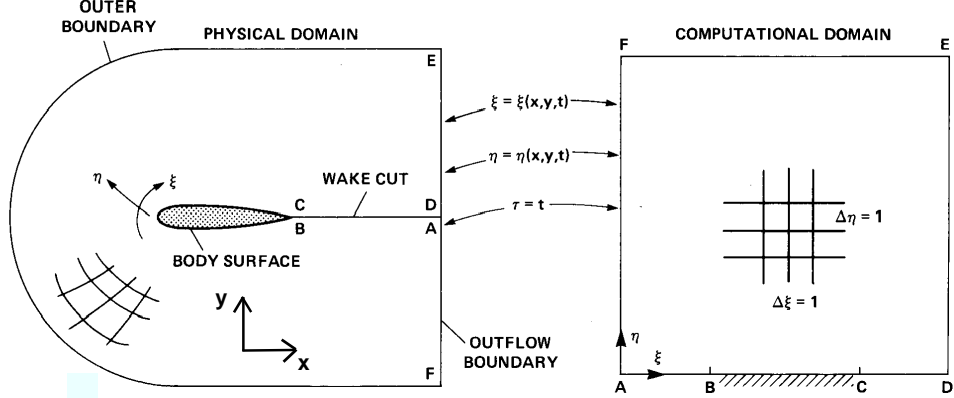 OUTER
BOUNDARY
PHYSICAL DOMAIN
COMPUTATIONAL DOMAIN
E
F
E
ξ = ξ(x,y,t)
η = η(x,y,t)
τ = t
η
ξ
WAKE CUT
C
D
B
A
BODY SURFACE
Δη = 1
Δξ = 1
y
x
OUTFLOW
BOUNDARY
F
η
ξ
A
B
C
D